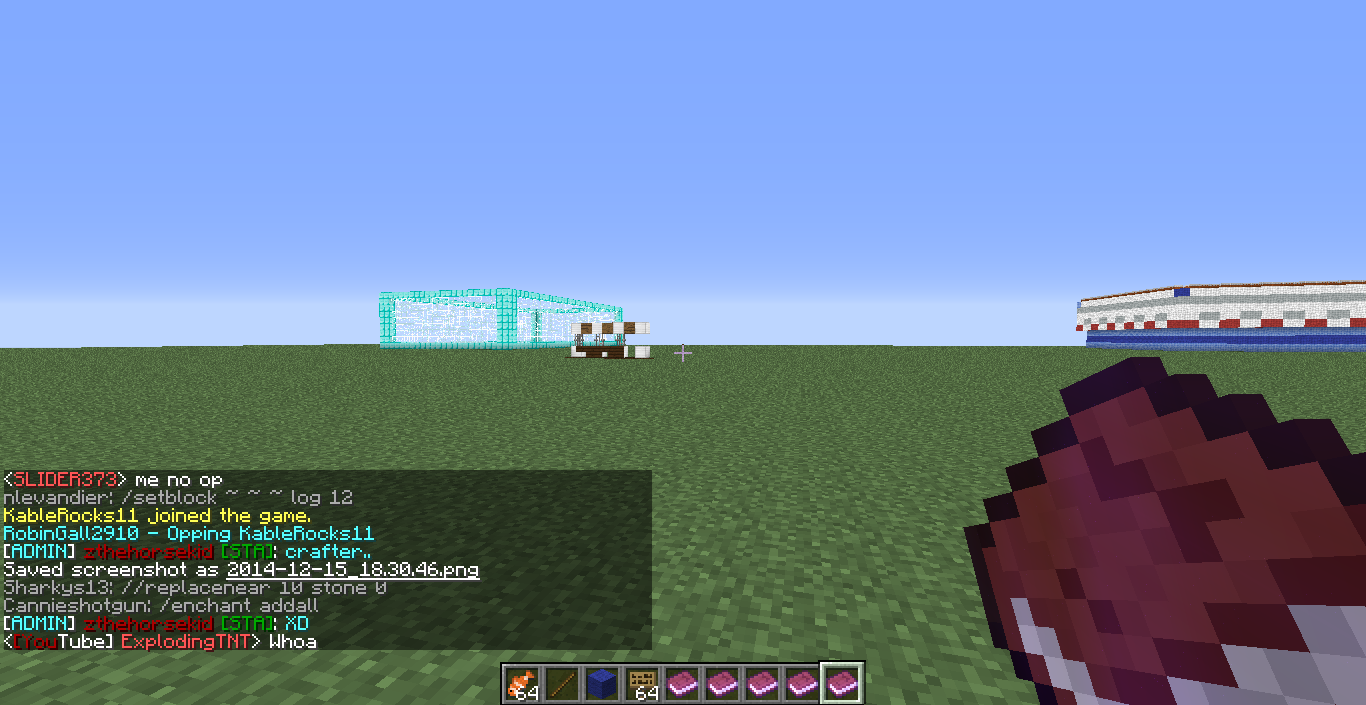 <SLIDER373> me no op
nlevandier: /setblock ~ ~ ~ log 12
KableRocks11 joined the game.
RobinGall2910 - Opping KableRocks11
[ADMIN] zthehorsekid [STA]: crafter..
Saved screenshot as 2014-12-15_18.30.46.png
Sharkys13: //replacenear 10 stone 0
Cannieshotgun: /enchant addall
[ADMIN] zthehorsekid [STA]: XD
<[YouTube] ExplodingTNT> Whoa
64 64